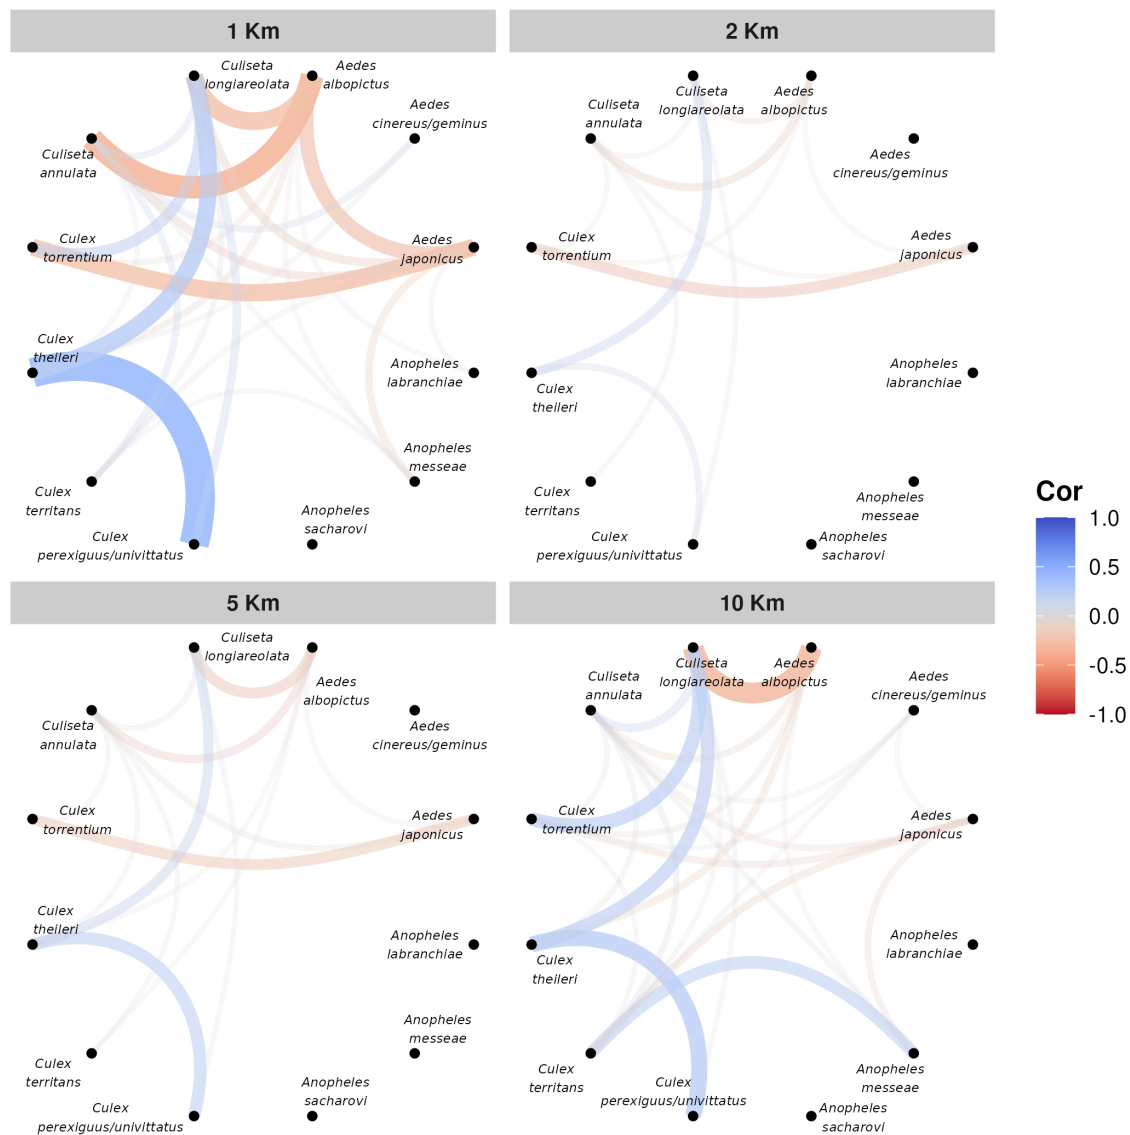 1 Km
2 Km
Culiseta
longiareolata
Aedes
albopictus
Aedes
cinereus/geminus
Culiseta
annulata
Culex
torrentium
Aedes
japonicus
Culex
theileri
Anopheles
labranchiae
Anopheles
messeae
Culex
territans
Anopheles
sacharovi
Culex
perexiguus/univittatus
Culiseta
annulata
Culiseta
longiareolata
Aedes
albopictus
Aedes
cinereus/geminus
Culex
torrentium
Aedes
japonicus
Anopheles
labranchiae
Culex
theileri
Culex
territans
Anopheles
messeae
Culex
perexiguus/univittatus
Anopheles
sacharovi
5 Km
10 Km
Culiseta
longiareolata
Aedes
albopictus
Culiseta
annulata
Aedes
cinereus/geminus
Culex
torrentium
Aedes
japonicus
Culex
theileri
Anopheles
labranchiae
Anopheles
messeae
Culex
territans
Anopheles
sacharovi
Culex
perexiguus/univittatus
Culiseta
annulata
Culiseta
longiareolata
Aedes
albopictus
Aedes
cinereus/geminus
Culex
torrentium
Aedes
japonicus
Anopheles
labranchiae
Culex
theileri
Culex
territans
Culex
perexiguus/univittatus
Anopheles
messeae
Anopheles
sacharovi
Cor
1.0
0.5
0.0
-0.5
-1.0